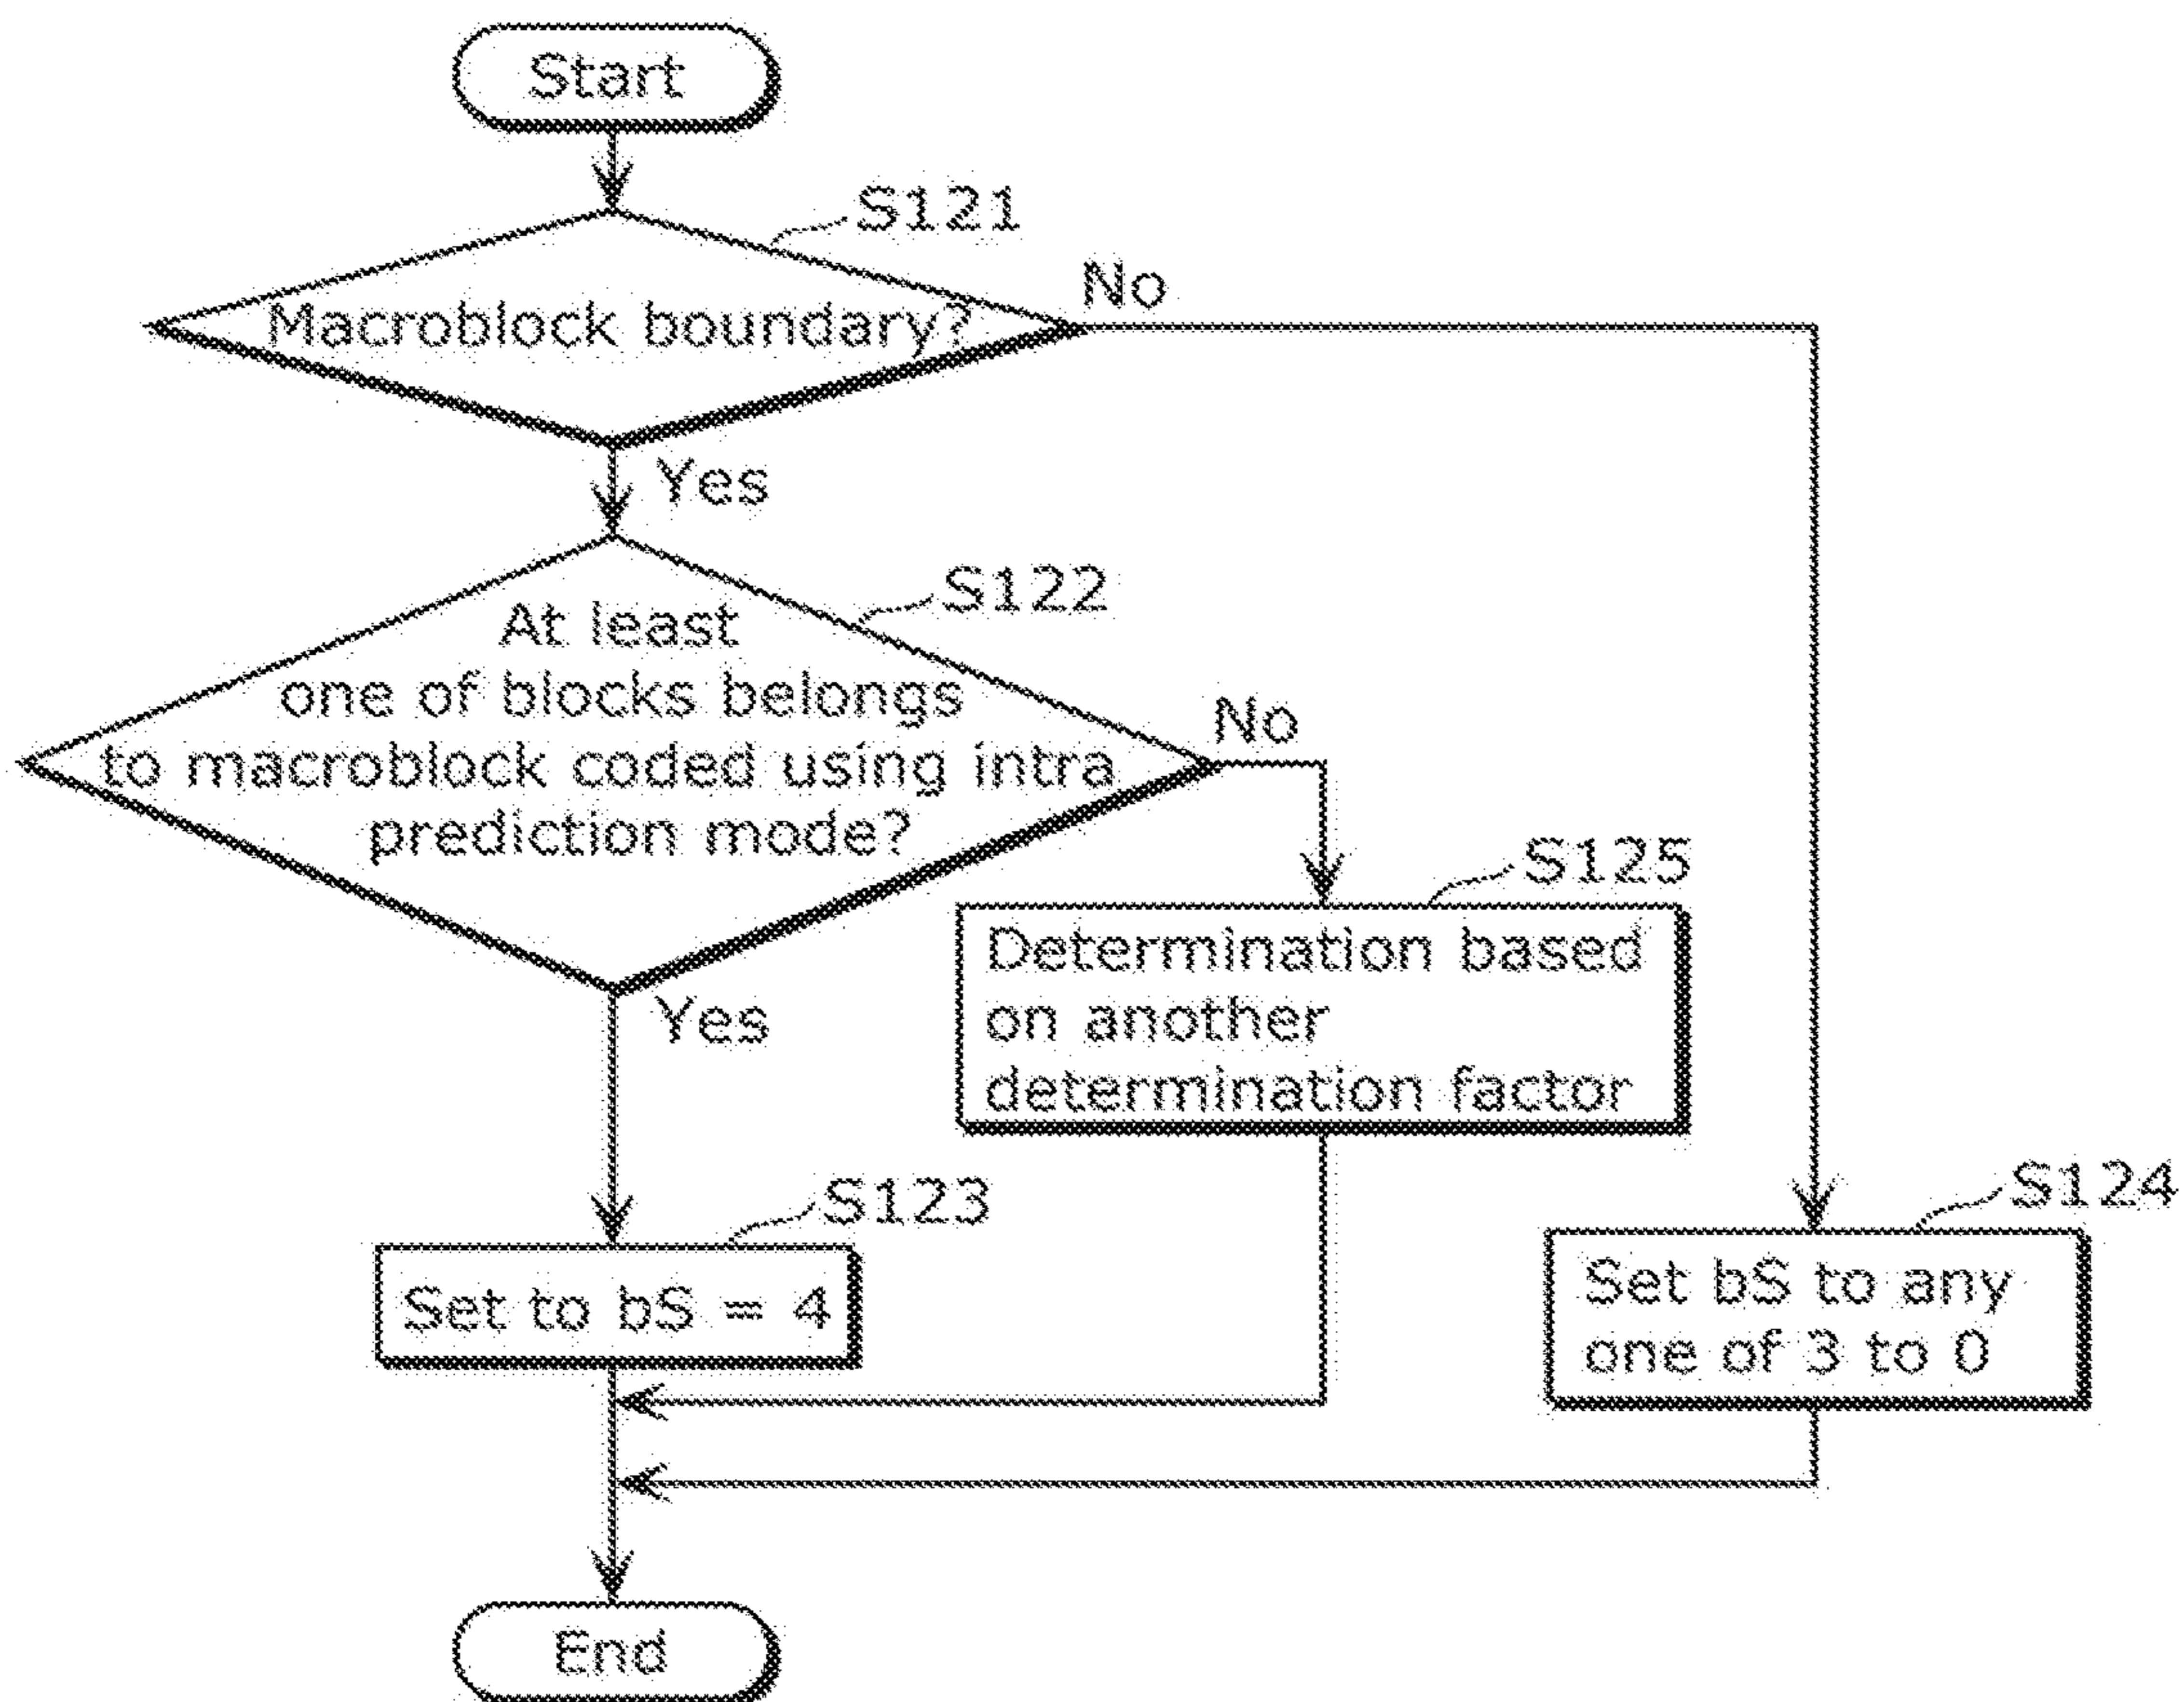 Start
S121
Macroblock boundary?
No
Yes
S122
At least
one of blocks belongs
to macroblock coded using intra
prediction mode?
No
Yes
S125
Determination based
on another
determination factor
S123
Set to bS = 4
S124
Set bS to any
one of 3 to 0
End